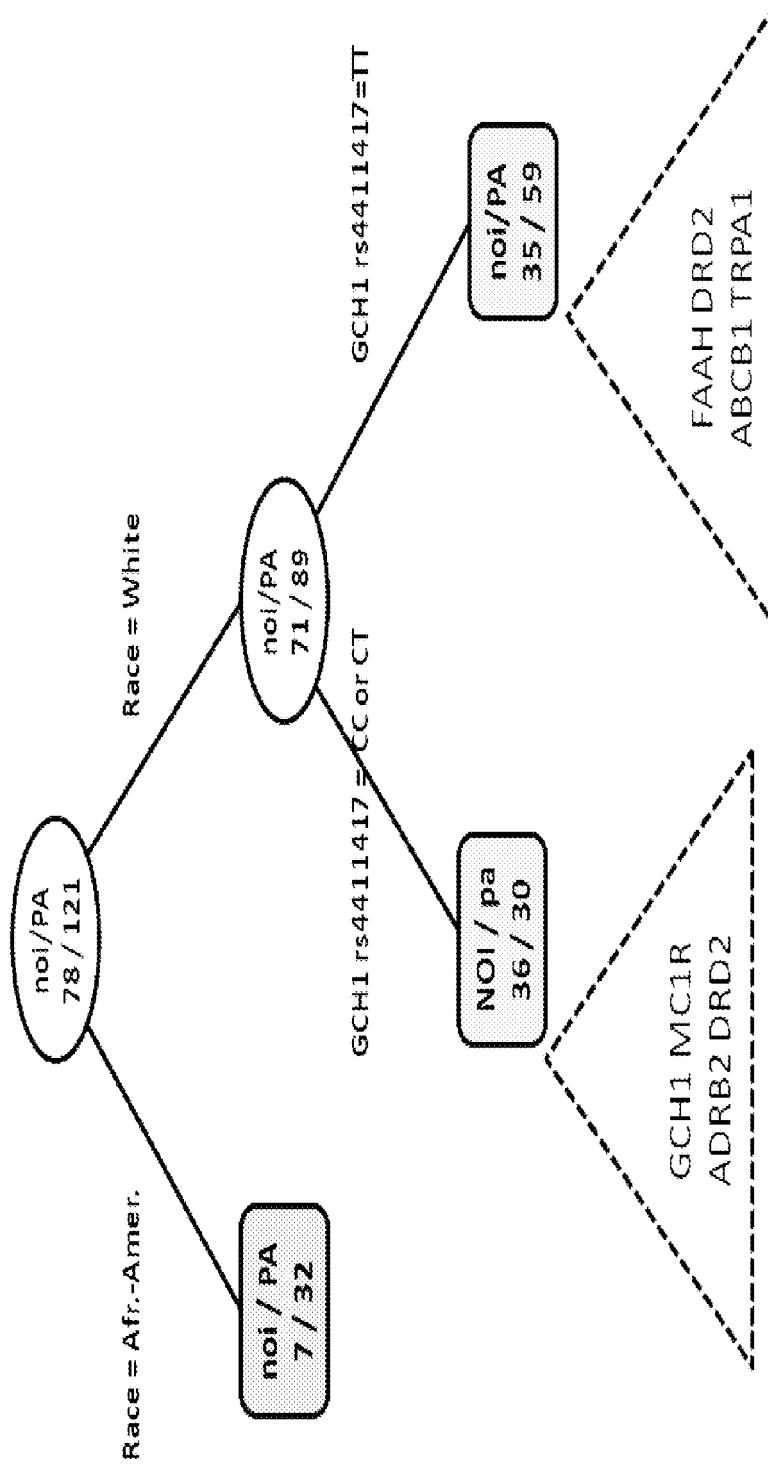 noi/PA
78 / 121
Race = Afr.-Amer.
Race = White
noi / PA
7 / 32
noi/PA
71 / 89
GCH1 rs4411417 = CC or CT
GCH1 rs4411417=TT
NOI / pa
36 / 30
noi/PA
35 / 59
GCH1 MC1R
ADRB2 DRD2
FAAH DRD2
ABCB1 TRPA1